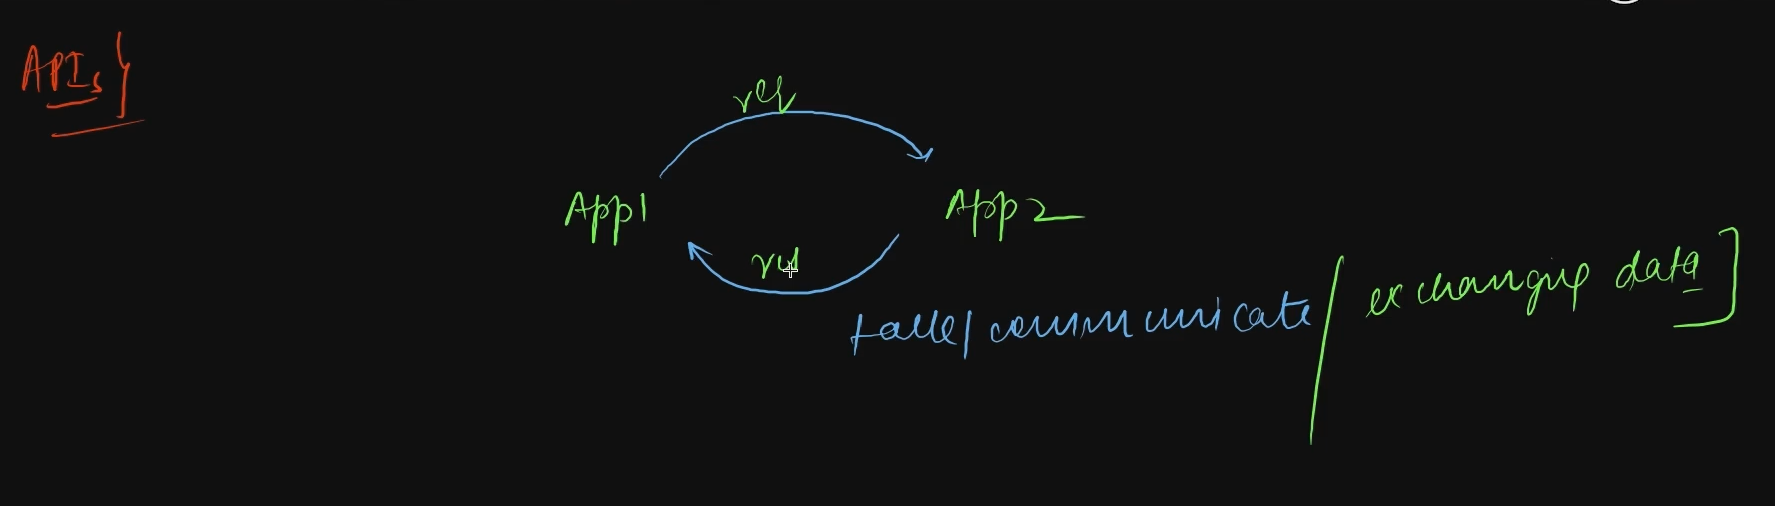 APIs}
req
App1
App2
res
talk/communicate/exchanging data]